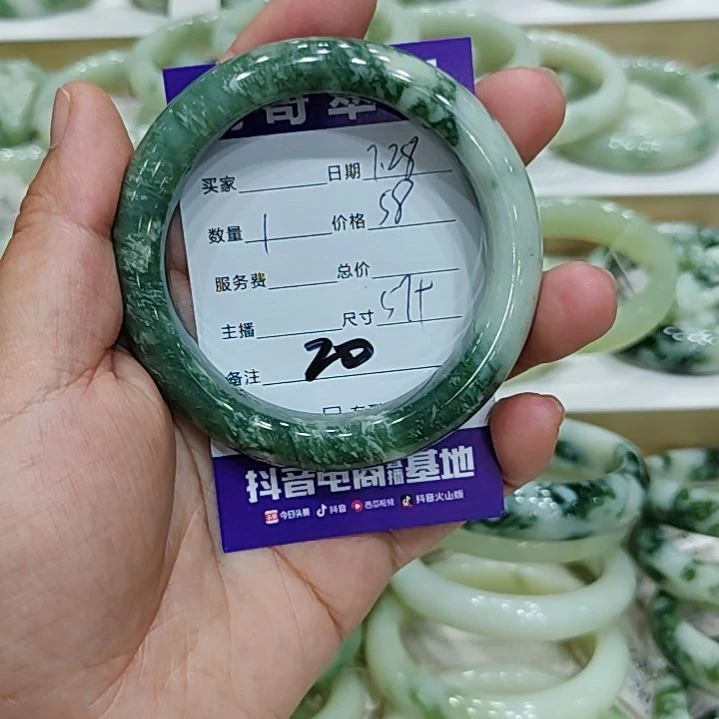 奇翠
买家 日期 7.28
数量 1 价格 58
服务费 总价
主播 尺寸 57+
备注 20
抖音电商直播基地
今日头条 抖音 西瓜视频 抖音火山版